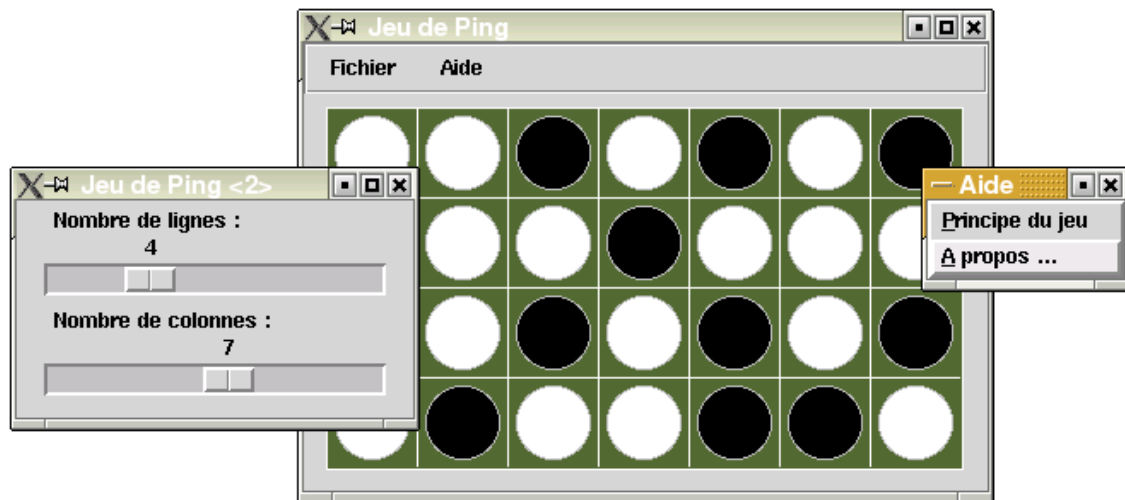 Jeu de Ping
Fichier Aide
Jeu de Ping <2>
Nombre de lignes :
4
Nombre de colonnes :
7
Aide
Principe du jeu
A propos ...